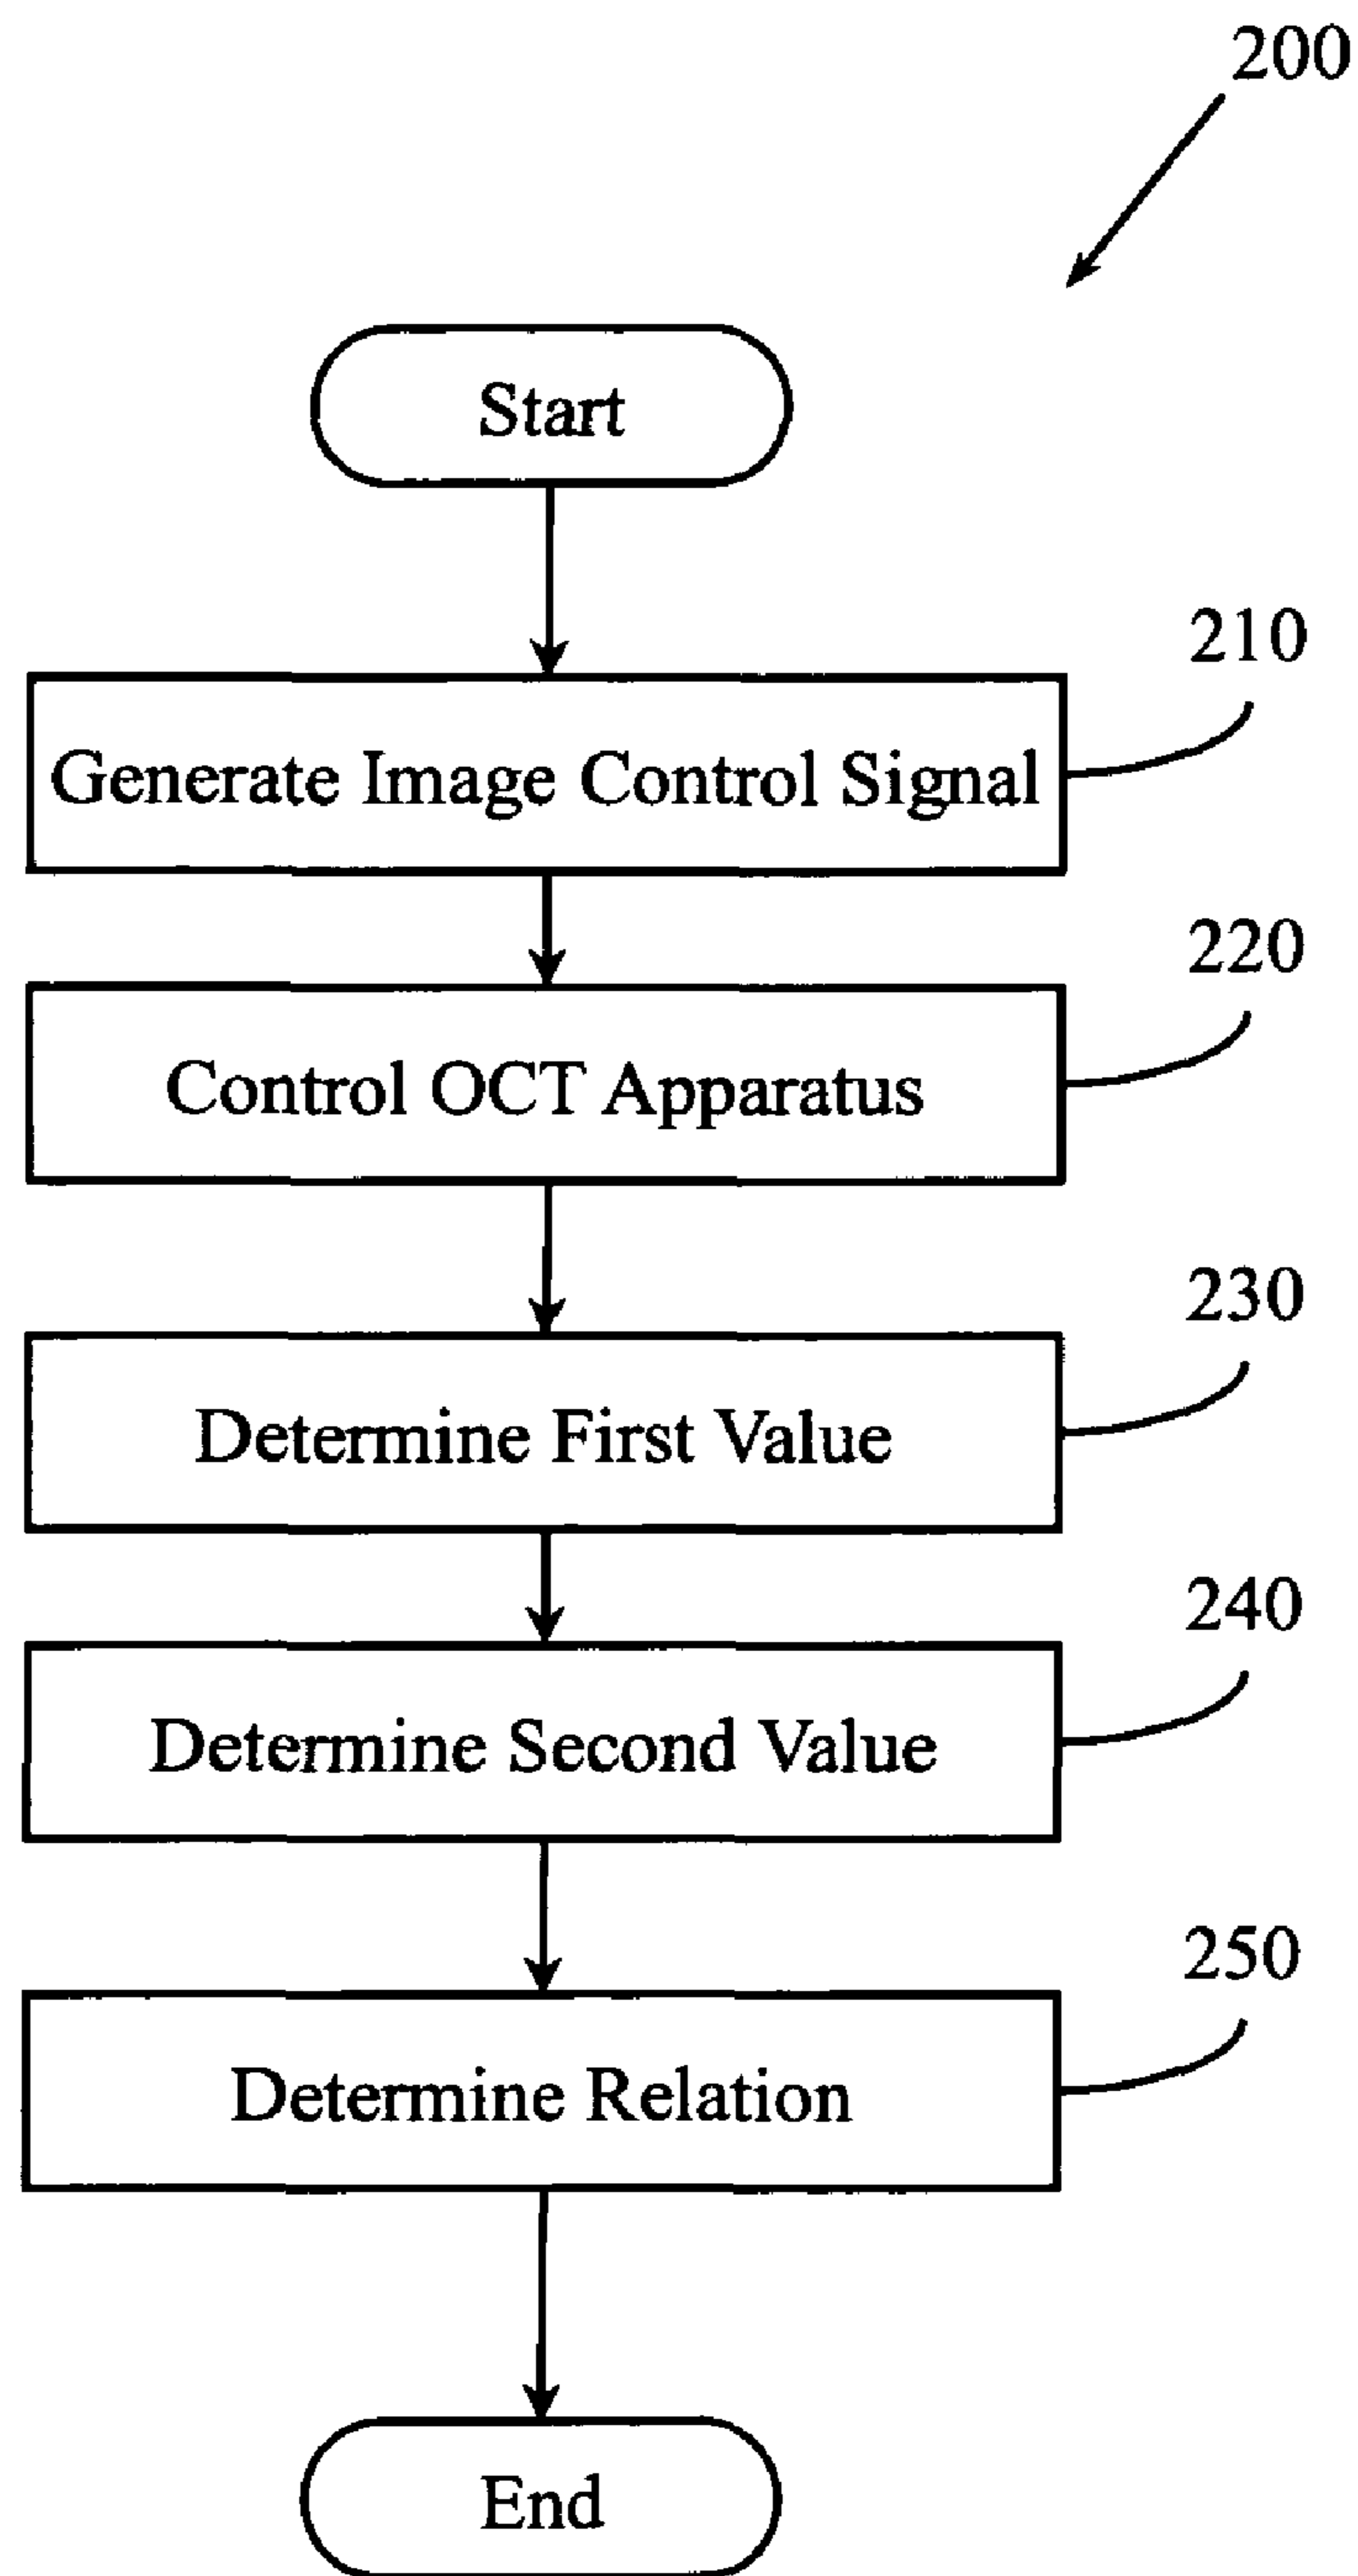 200
Start
210
Generate Image Control Signal
220
Control OCT Apparatus
230
Determine First Value
240
Determine Second Value
250
Determine Relation
End